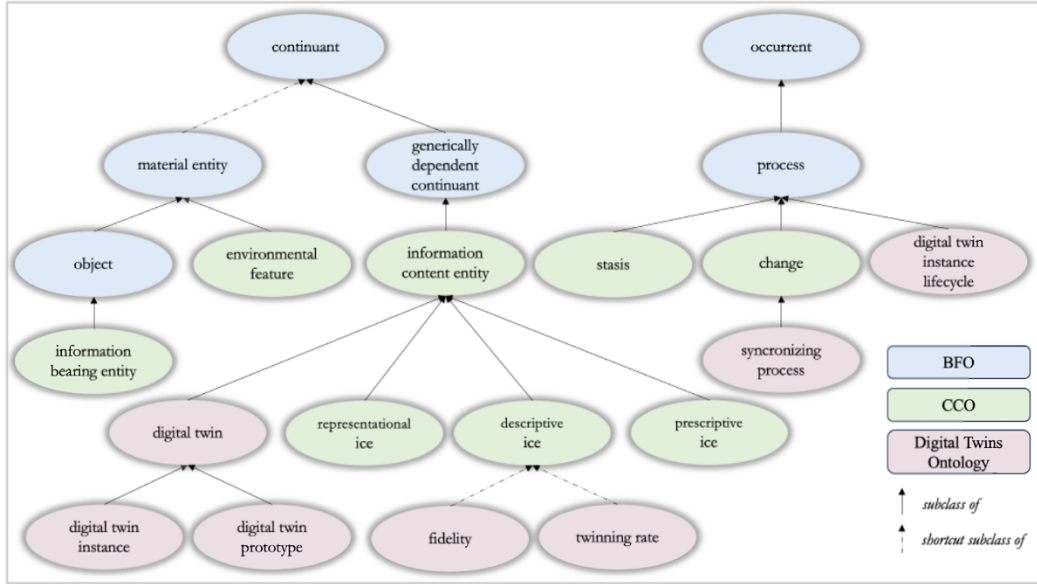 continuant
occurrent
material entity
generically
dependent
continuant
process
object
environmental
feature
information
content entity
stasis
change
digital twin
instance
lifecycle
information
bearing entity
syncronizing
process
BFO
CCO
Digital Twins
Ontology
subclass of
shortcut subclass of
digital twin
representational
ice
descriptive
ice
prescriptive
ice
digital twin
instance
digital twin
prototype
fidelity
twinning rate